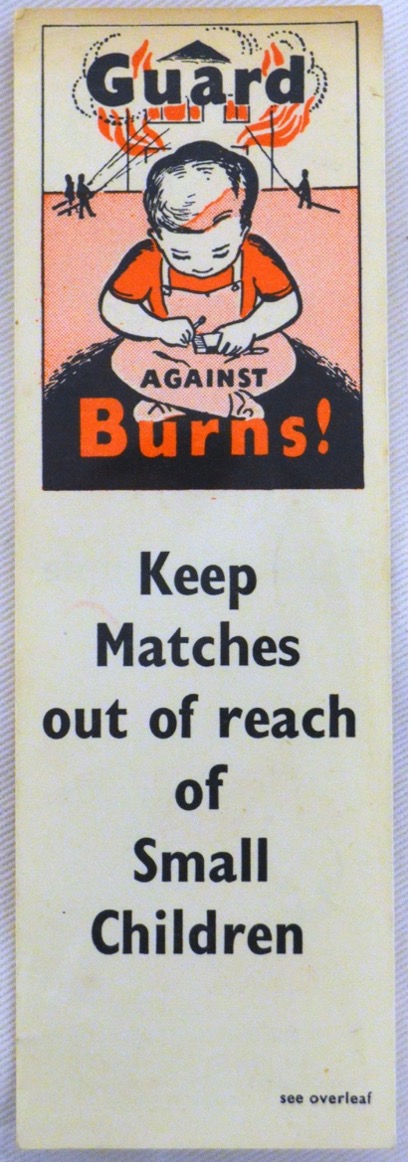 Guard
AGAINST
Burns!
Keep
Matches
out of reach
of
Small
Children
see overleaf